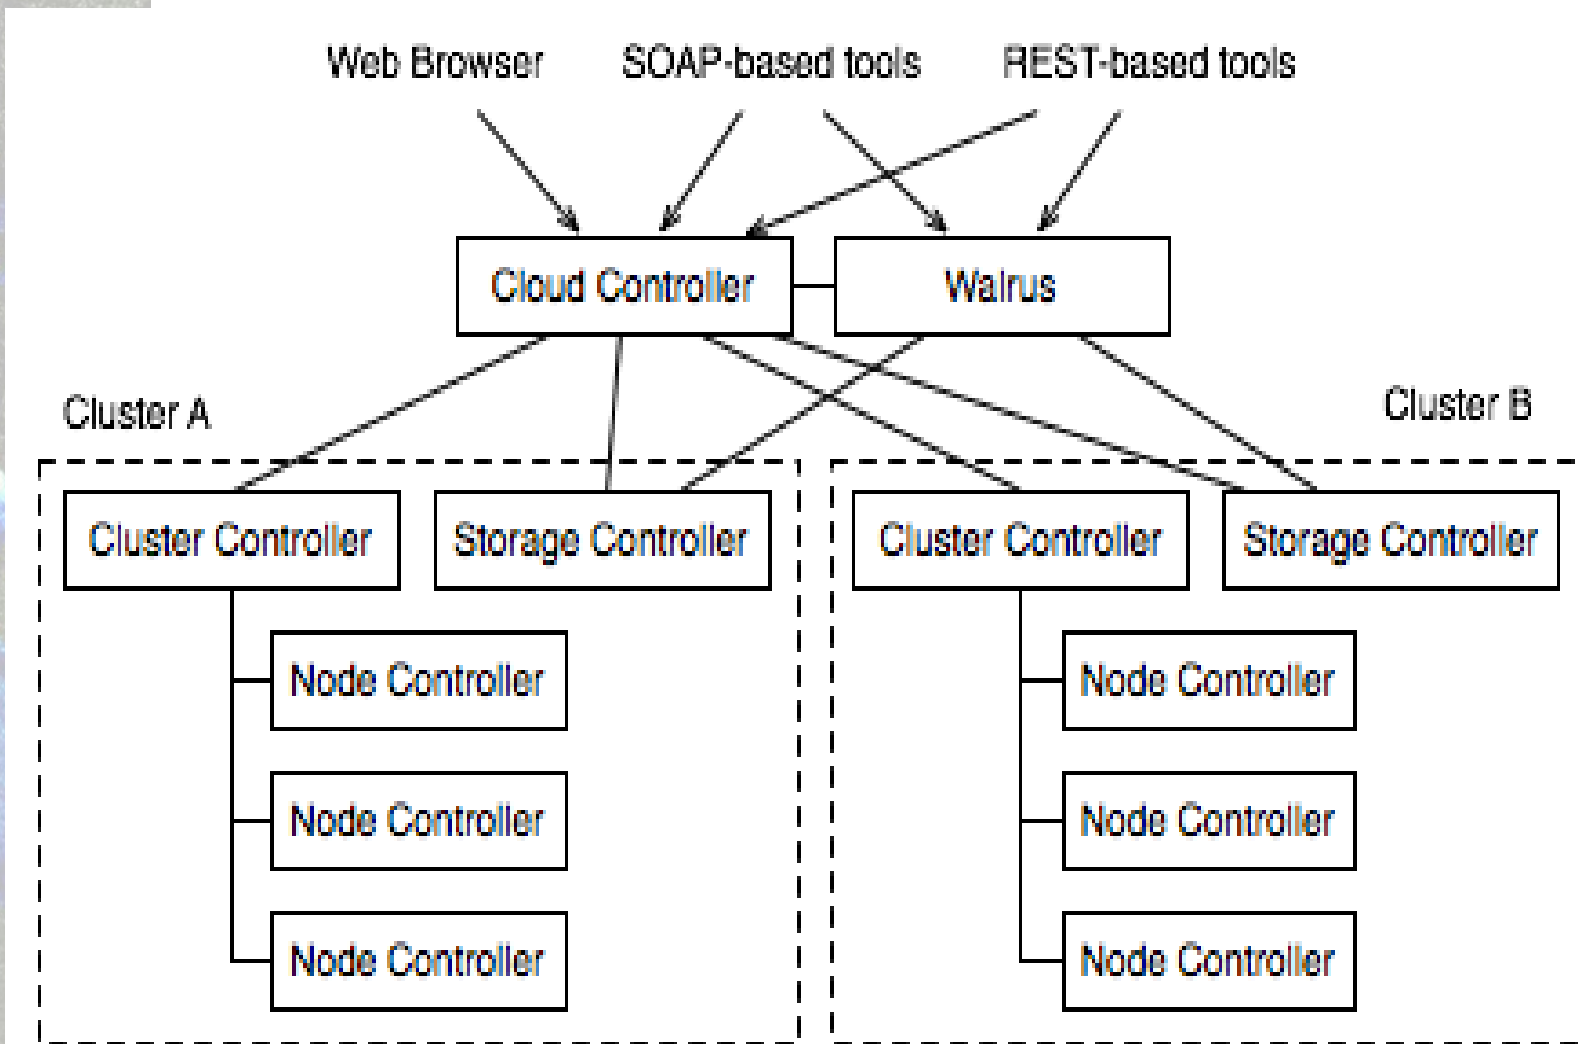 Web Browser
SOAP-based tools
REST-based tools
Cloud Controller
Walrus
Cluster A
Cluster B
Cluster Controller
Storage Controller
Cluster Controller
Storage Controller
Node Controller
Node Controller
Node Controller
Node Controller
Node Controller
Node Controller